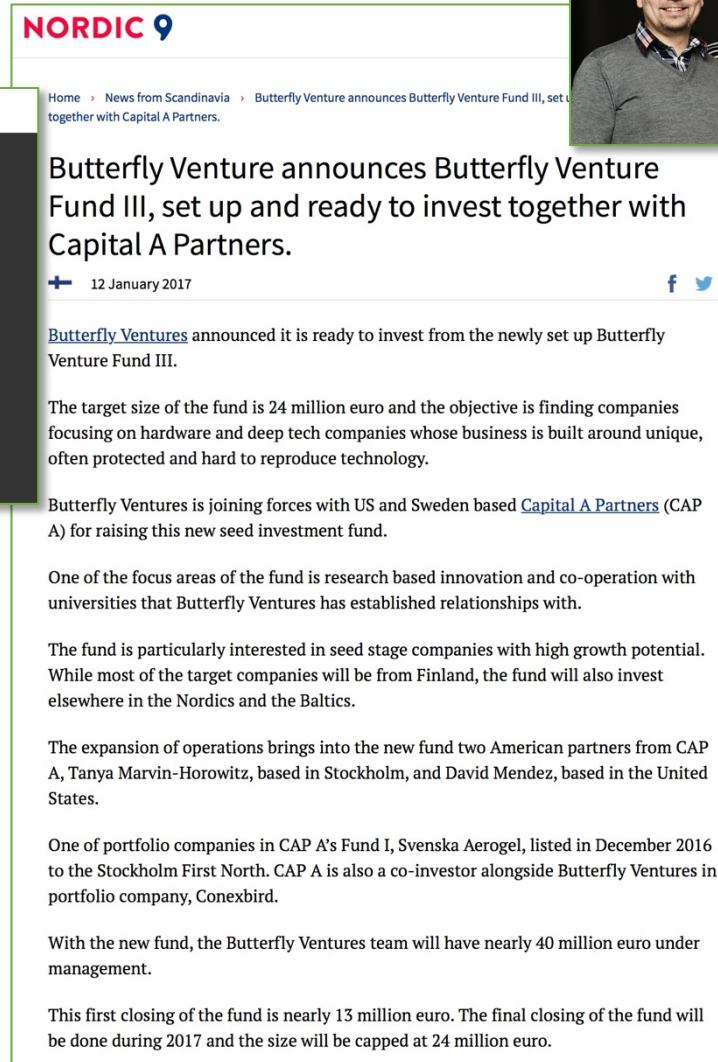 NORDIC 9
Home › News from Scandinavia › Butterfly Venture announces Butterfly Venture Fund III, set
together with Capital A Partners.
Butterfly Venture announces Butterfly Venture
Fund III, set up and ready to invest together with
Capital A Partners.
12 January 2017
Butterfly Ventures announced it is ready to invest from the newly set up Butterfly
Venture Fund III.
The target size of the fund is 24 million euro and the objective is finding companies
focusing on hardware and deep tech companies whose business is built around unique,
often protected and hard to reproduce technology.
Butterfly Ventures is joining forces with US and Sweden based Capital A Partners (CAP
A) for raising this new seed investment fund.
One of the focus areas of the fund is research based innovation and co-operation with
universities that Butterfly Ventures has established relationships with.
The fund is particularly interested in seed stage companies with high growth potential.
While most of the target companies will be from Finland, the fund will also invest
elsewhere in the Nordics and the Baltics.
The expansion of operations brings into the new fund two American partners from CAP
A, Tanya Marvin-Horowitz, based in Stockholm, and David Mendez, based in the United
States.
One of portfolio companies in CAP A’s Fund I, Svenska Aerogel, listed in December 2016
to the Stockholm First North. CAP A is also a co-investor alongside Butterfly Ventures in
portfolio company, Conexbird.
With the new fund, the Butterfly Ventures team will have nearly 40 million euro under
management.
This first closing of the fund is nearly 13 million euro. The final closing of the fund will
be done during 2017 and the size will be capped at 24 million euro.